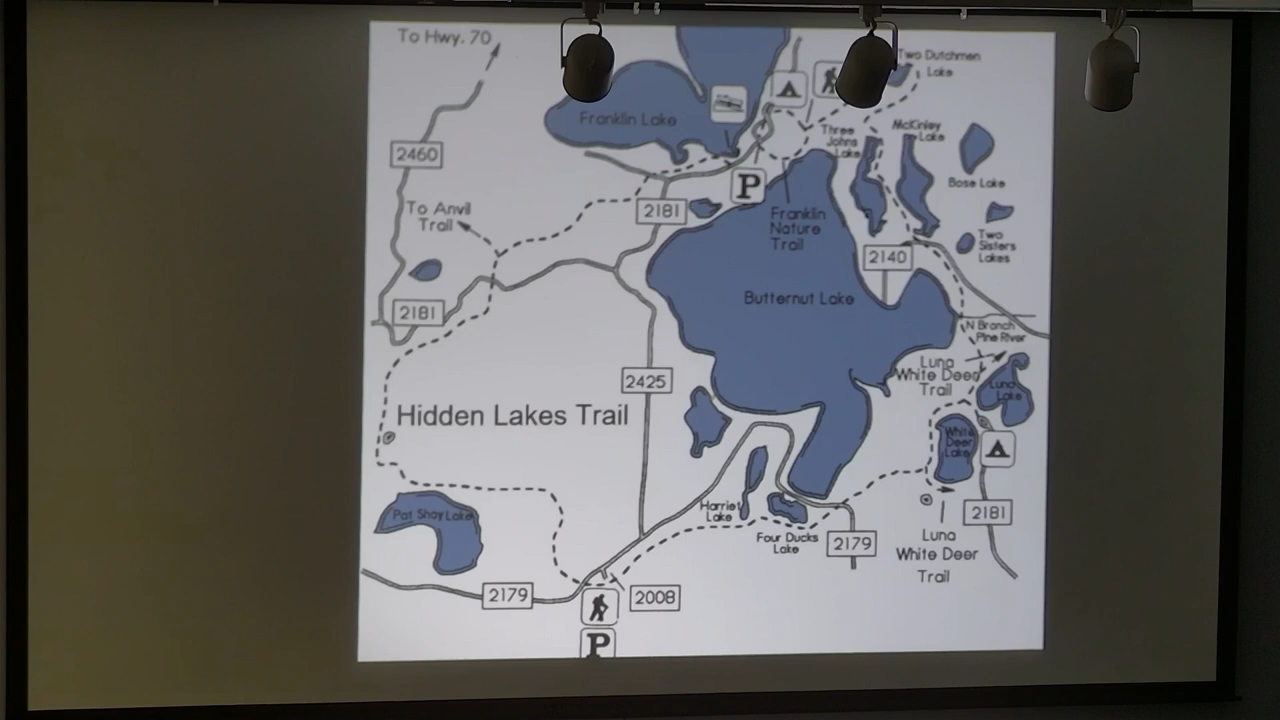 To Hwy. 70
Two Dutchmen
Lake
Franklin Lake
Three
Johns
Lake
McKinley
Lake
2460
Bose Lake
P
To Anvil
Trail
2181
Franklin
Nature
Trail
Two
Sisters
Lakes
2140
Butternut Lake
2181
N Branch
Pine River
Luna
White Deer
Trail
2425
Luna
Lake
Hidden Lakes Trail
White
Deer
Lake
Pat Shay Lake
Harriet
Lake
2181
Four Ducks
Lake
2179
Luna
White Deer
Trail
2179
2008
P